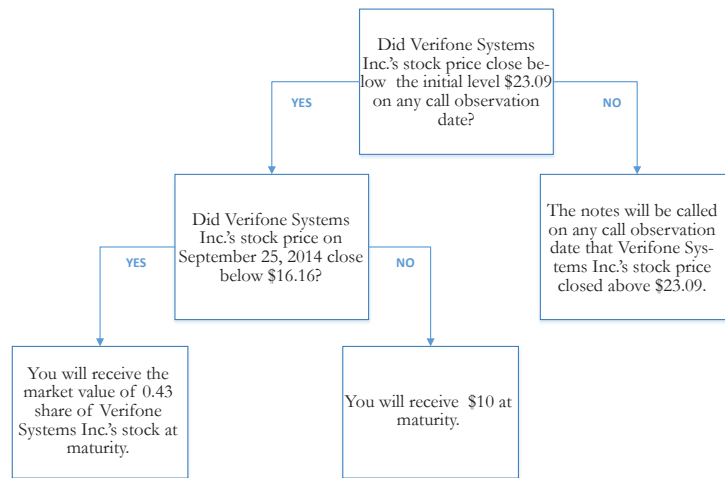 Did Verifone Systems
Inc.'s stock price close be-
low the initial level $23.09
on any call observation
date?
YES
NO
Did Verifone Systems
Inc.'s stock price on
September 25, 2014 close
below $16.16?
The notes will be called
on any call observation
date that Verifone Sys-
tems Inc.'s stock price
closed above $23.09.
YES
NO
You will receive the
market value of 0.43
share of Verifone
Systems Inc.'s stock at
maturity.
You will receive $10 at
maturity.